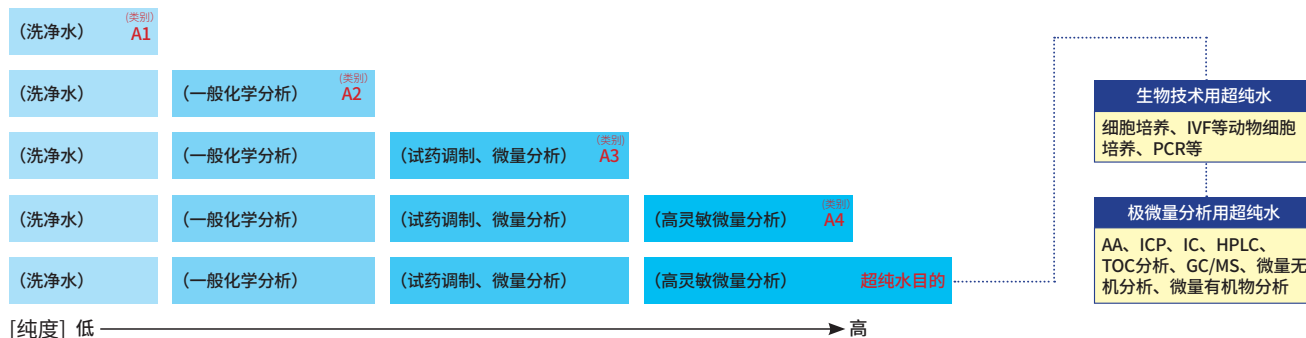 (洗净水) (类别) A1
(洗净水) (一般化学分析) (类别) A2
(洗净水) (一般化学分析) (试药调制、微量分析) (类别) A3
(洗净水) (一般化学分析) (试药调制、微量分析) (高灵敏微量分析) (类别) A4
(洗净水) (一般化学分析) (试药调制、微量分析) (高灵敏微量分析) 超纯水目的
[纯度] 低 高
生物技术用超纯水
细胞培养、IVF等动物细胞
培养、PCR等
极微量分析用超纯水
AA、ICP、IC、HPLC、
TOC分析、GC/MS、微量无
机分析、微量有机物分析